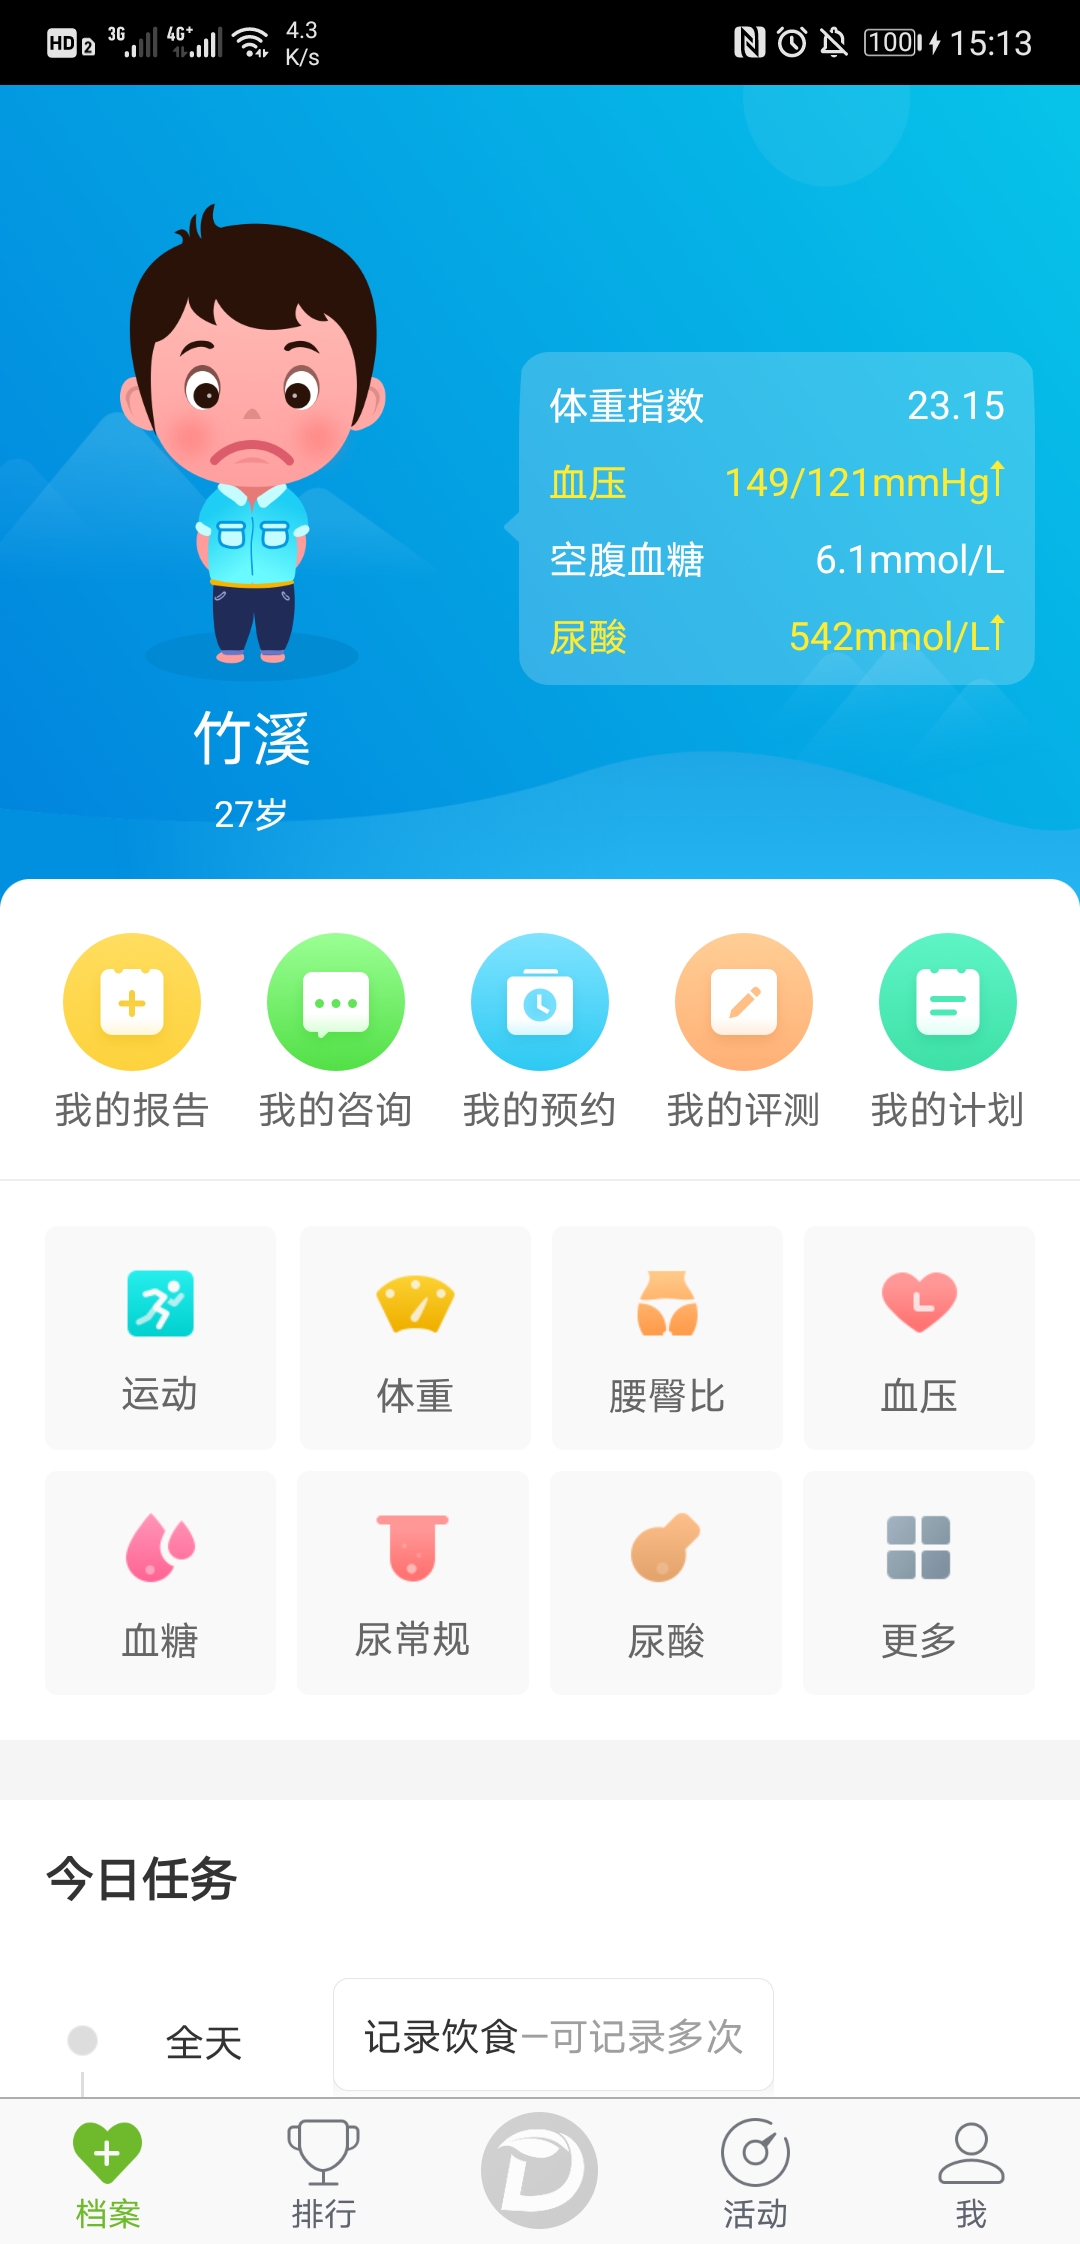 HD 2 3G 4G+ 4.3 K/s 100 15:13
体重指数 23.15
血压 149/121mmHg↑
空腹血糖 6.1mmol/L
尿酸 542mmol/L↑
竹溪
27岁
我的报告 我的咨询 我的预约 我的评测 我的计划
运动 体重 腰臀比 血压
血糖 尿常规 尿酸 更多
今日任务
全天 记录饮食—可记录多次
档案 排行 活动 我